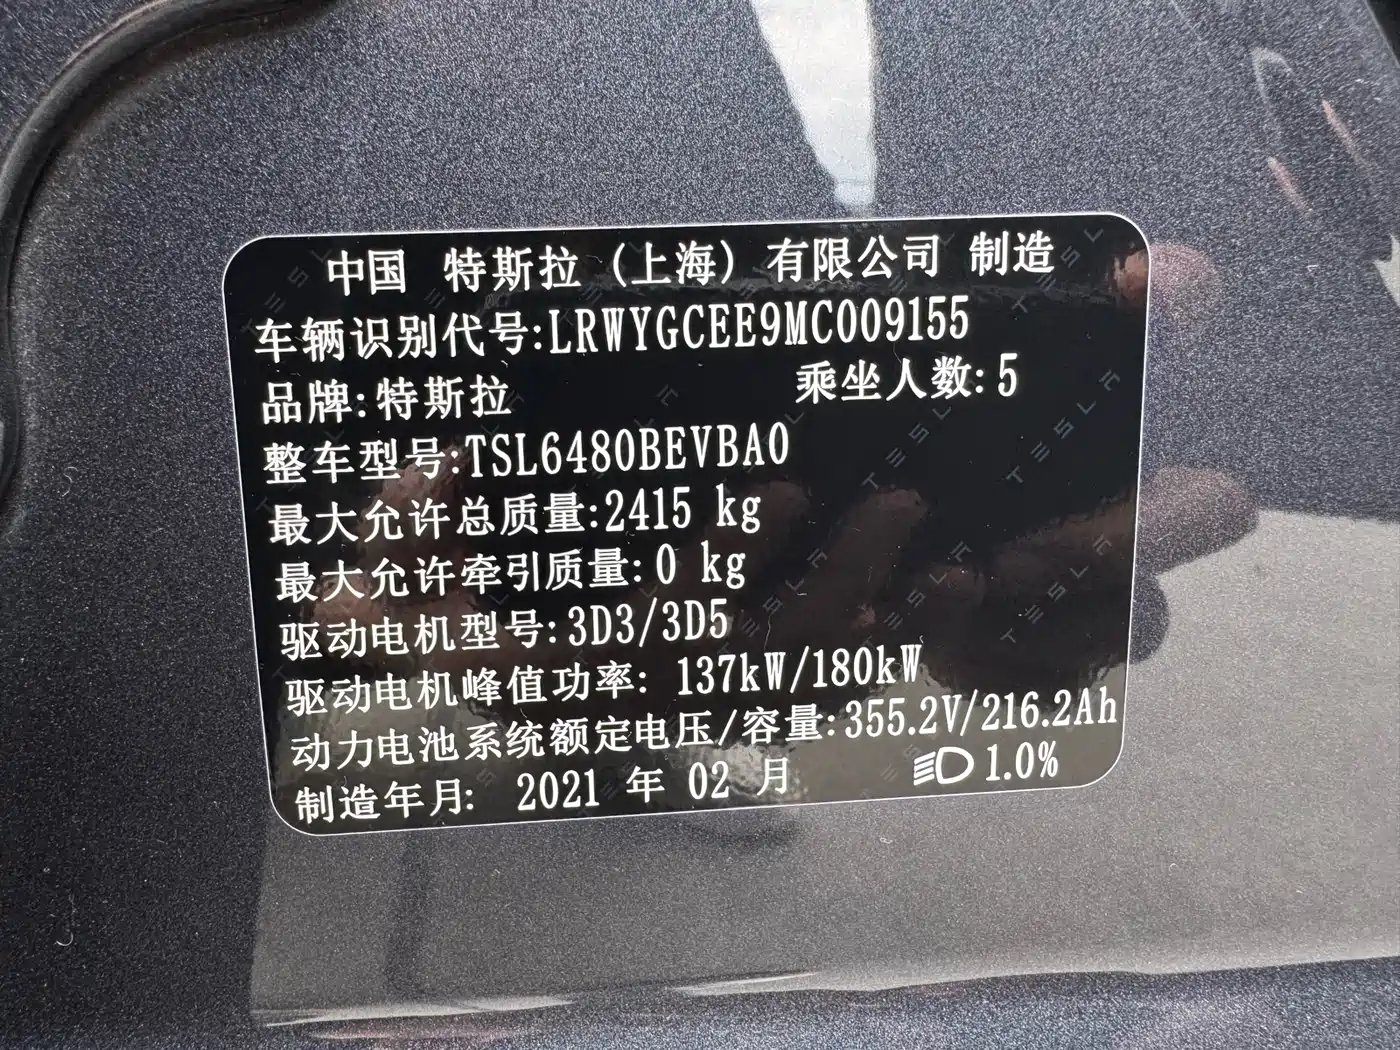 中国 特斯拉（上海）有限公司 制造
车辆识别代号:LRWYGCEE9MC009155
品牌:特斯拉 乘坐人数:5
整车型号:TSL6480BEVBA0
最大允许总质量:2415 kg
最大允许牵引质量:0 kg
驱动电机型号:3D3/3D5
驱动电机峰值功率: 137kW/180kW
动力电池系统额定电压/容量:355.2V/216.2Ah
制造年月: 2021 年 02 月 1.0%